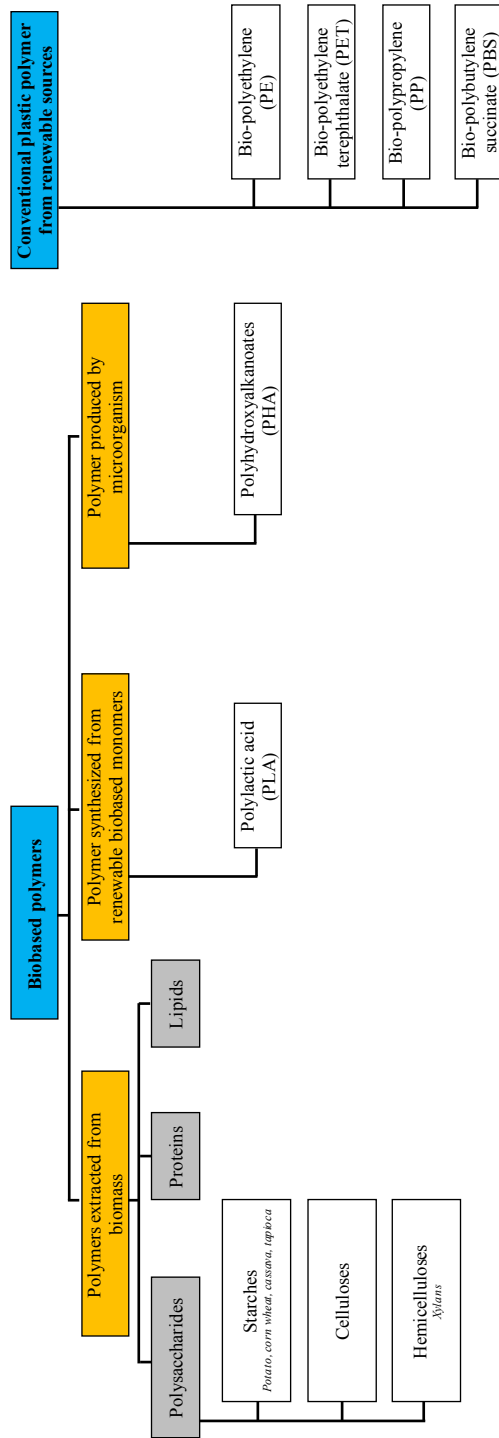 Biobased polymers
Conventional plastic polymer
from renewable sources
Polymers extracted from
biomass
Polymer synthesized from
renewable biobased monomers
Polymer produced by
microorganism
Polysaccharides
Proteins
Lipids
Starches
Potato, corn wheat, cassava, tapioca
Celluloses
Hemicelluloses
Xylans
Polylactic acid
(PLA)
Polyhydroxyalkanoates
(PHA)
Bio-polyethylene
(PE)
Bio-polyethylene
terephthalate (PET)
Bio-polypropylene
(PP)
Bio-polybutylene
succinate (PBS)